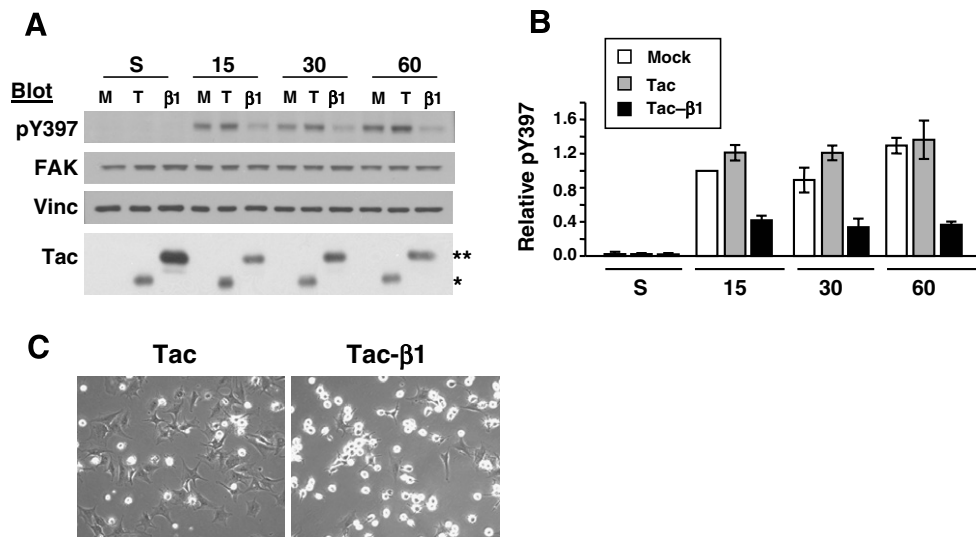 A
S 15 30 60
Blot
M T β1 M T β1 M T β1 M T β1
pY397
FAK
Vinc
Tac
**
*
B
Mock
Tac
Tac–β1
Relative pY397
1.6
1.2
0.8
0.4
0.0
S 15 30 60
C
Tac Tac-β1